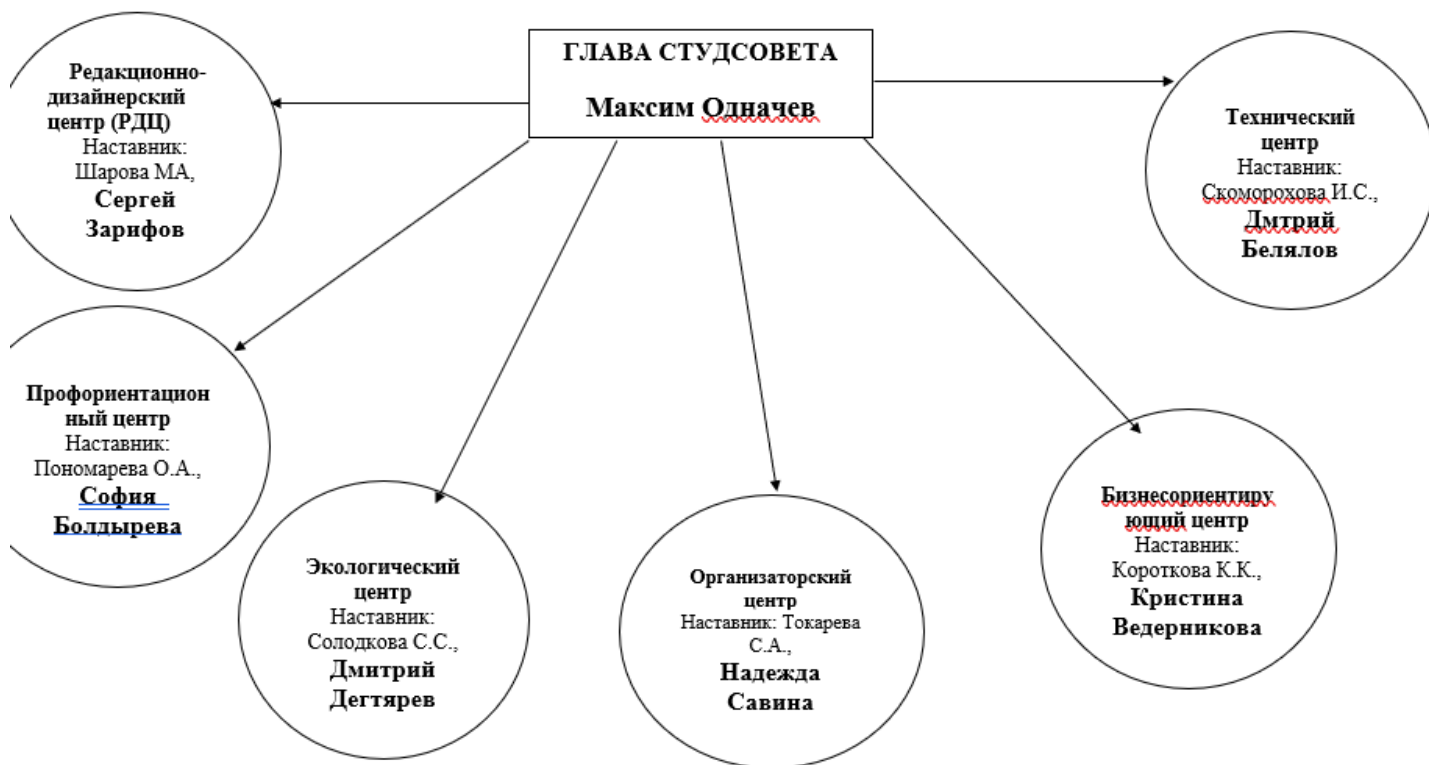 ГЛАВА СТУДСОВЕТА
Максим Одначев
Редакционно-
дизайнерский
центр (РДЦ)
Наставник:
Шарова МА,
Сергей
Зарифов
Технический
центр
Наставник:
Скоморохова И.С.,
Дмтрий
Белялов
Профориентацион
ный центр
Наставник:
Пономарева О.А.,
София
Болдырева
Экологический
центр
Наставник:
Солодкова С.С.,
Дмитрий
Дегтярев
Организаторский
центр
Наставник: Токарева
С.А.,
Надежда
Савина
Бизнесориентиру
ющий центр
Наставник:
Короткова К.К.,
Кристина
Ведерникова